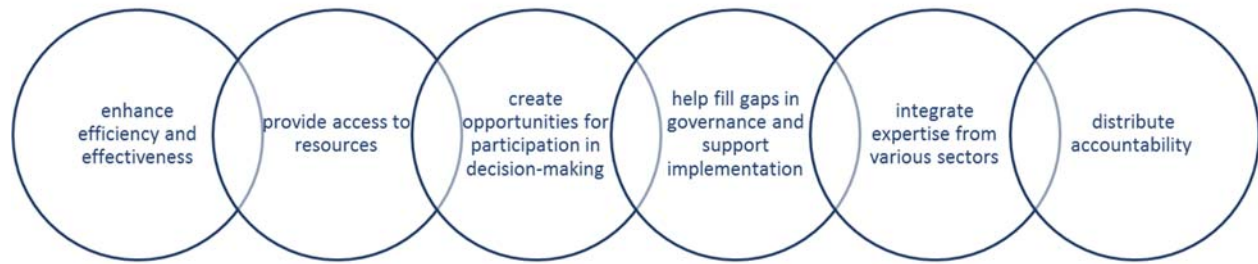 enhance
efficiency and
effectiveness
provide access to
resources
create
opportunities for
participation in
decision-making
help fill gaps in
governance and
support
implementation
integrate
expertise from
various sectors
distribute
accountability